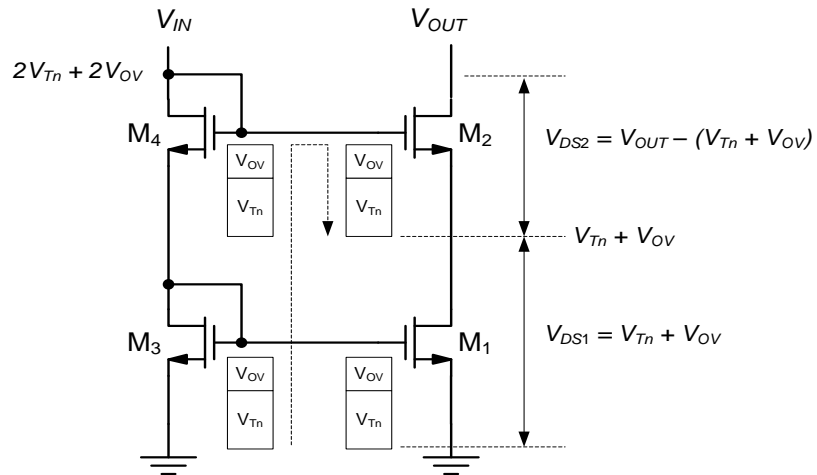 V_IN
V_OUT
2V_Tn + 2V_OV
M_4
M_2
V_OV
V_Tn
V_OV
V_Tn
V_DS2 = V_OUT – (V_Tn + V_OV)
V_Tn + V_OV
M_3
M_1
V_OV
V_Tn
V_OV
V_Tn
V_DS1 = V_Tn + V_OV